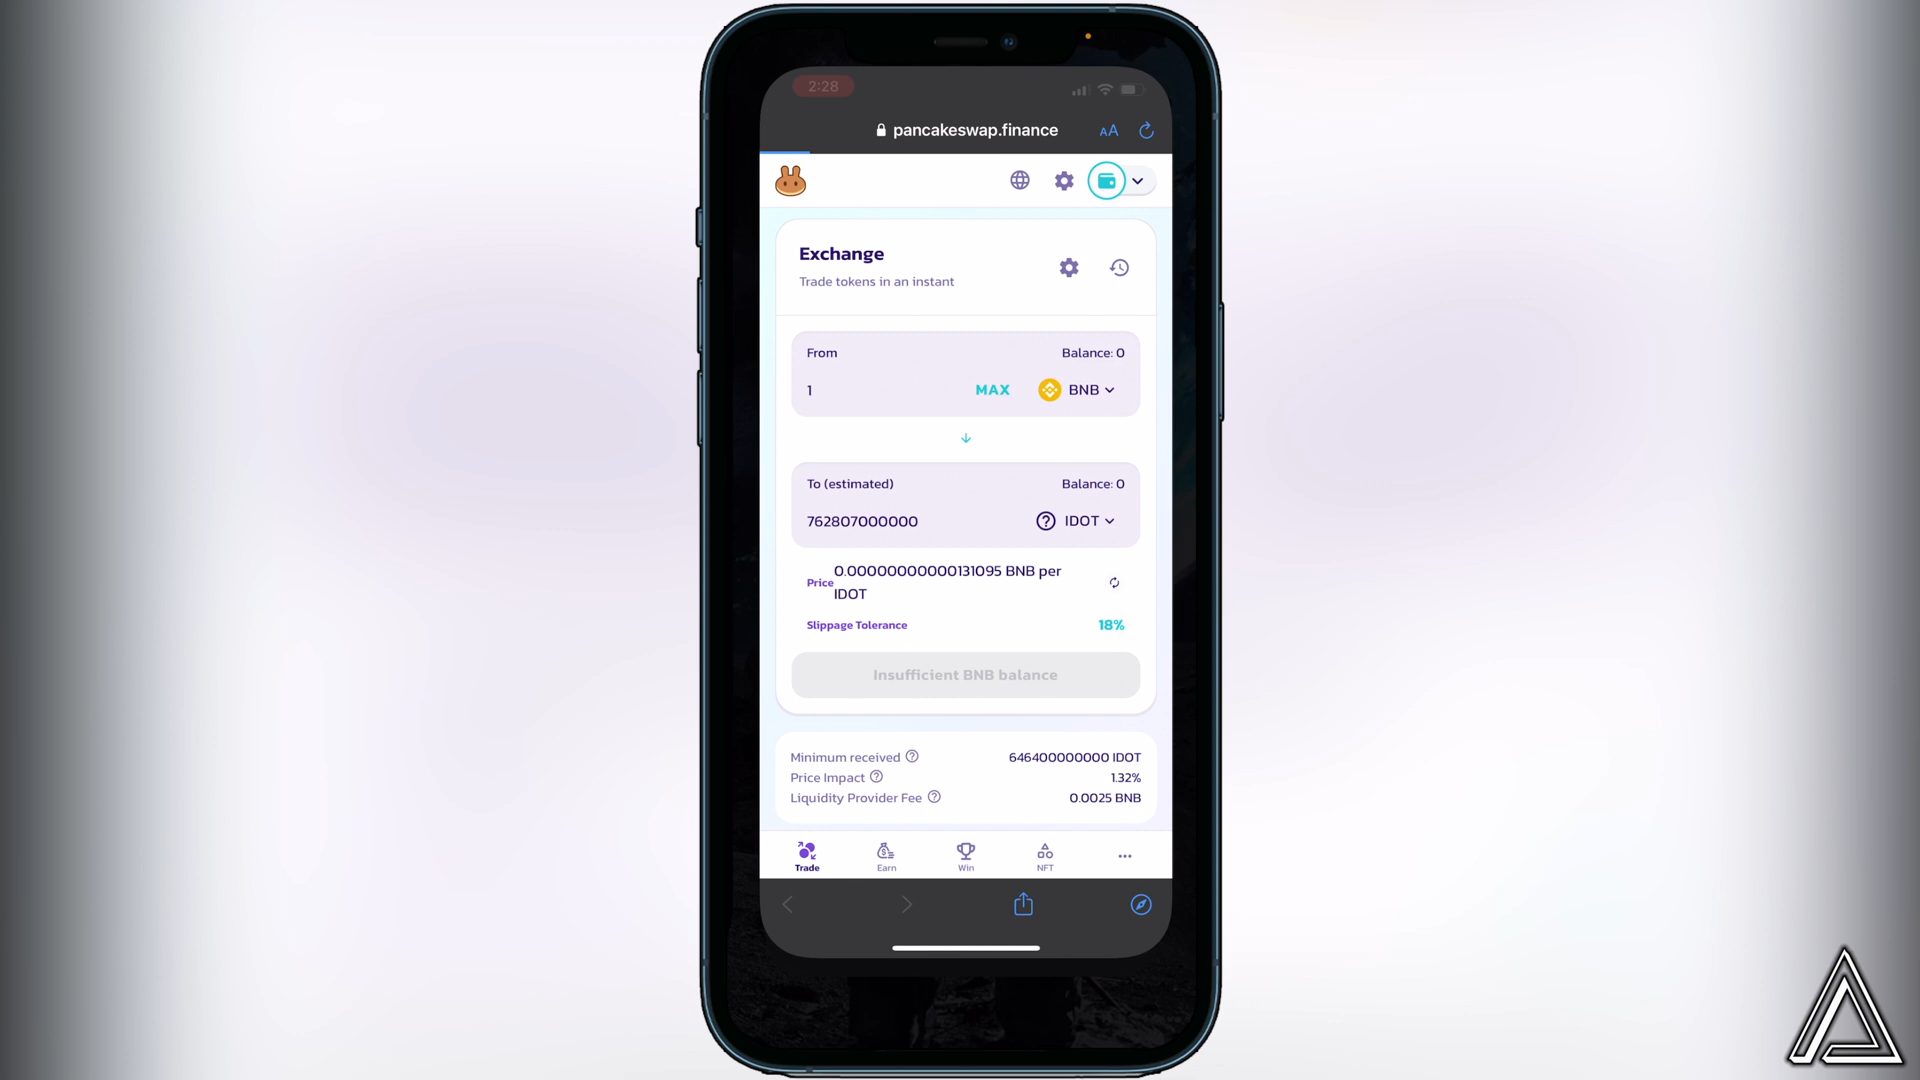 2:28
pancakeswap.finance
AA
Exchange
Trade tokens in an instant
From
Balance: 0
1
MAX
BNB
To (estimated)
Balance: 0
762807000000
IDOT
Price
0.00000000000131095 BNB per
IDOT
Slippage Tolerance
18%
Insufficient BNB balance
Minimum received
646400000000 IDOT
Price Impact
1.32%
Liquidity Provider Fee
0.0025 BNB
Trade
Earn
Win
NFT